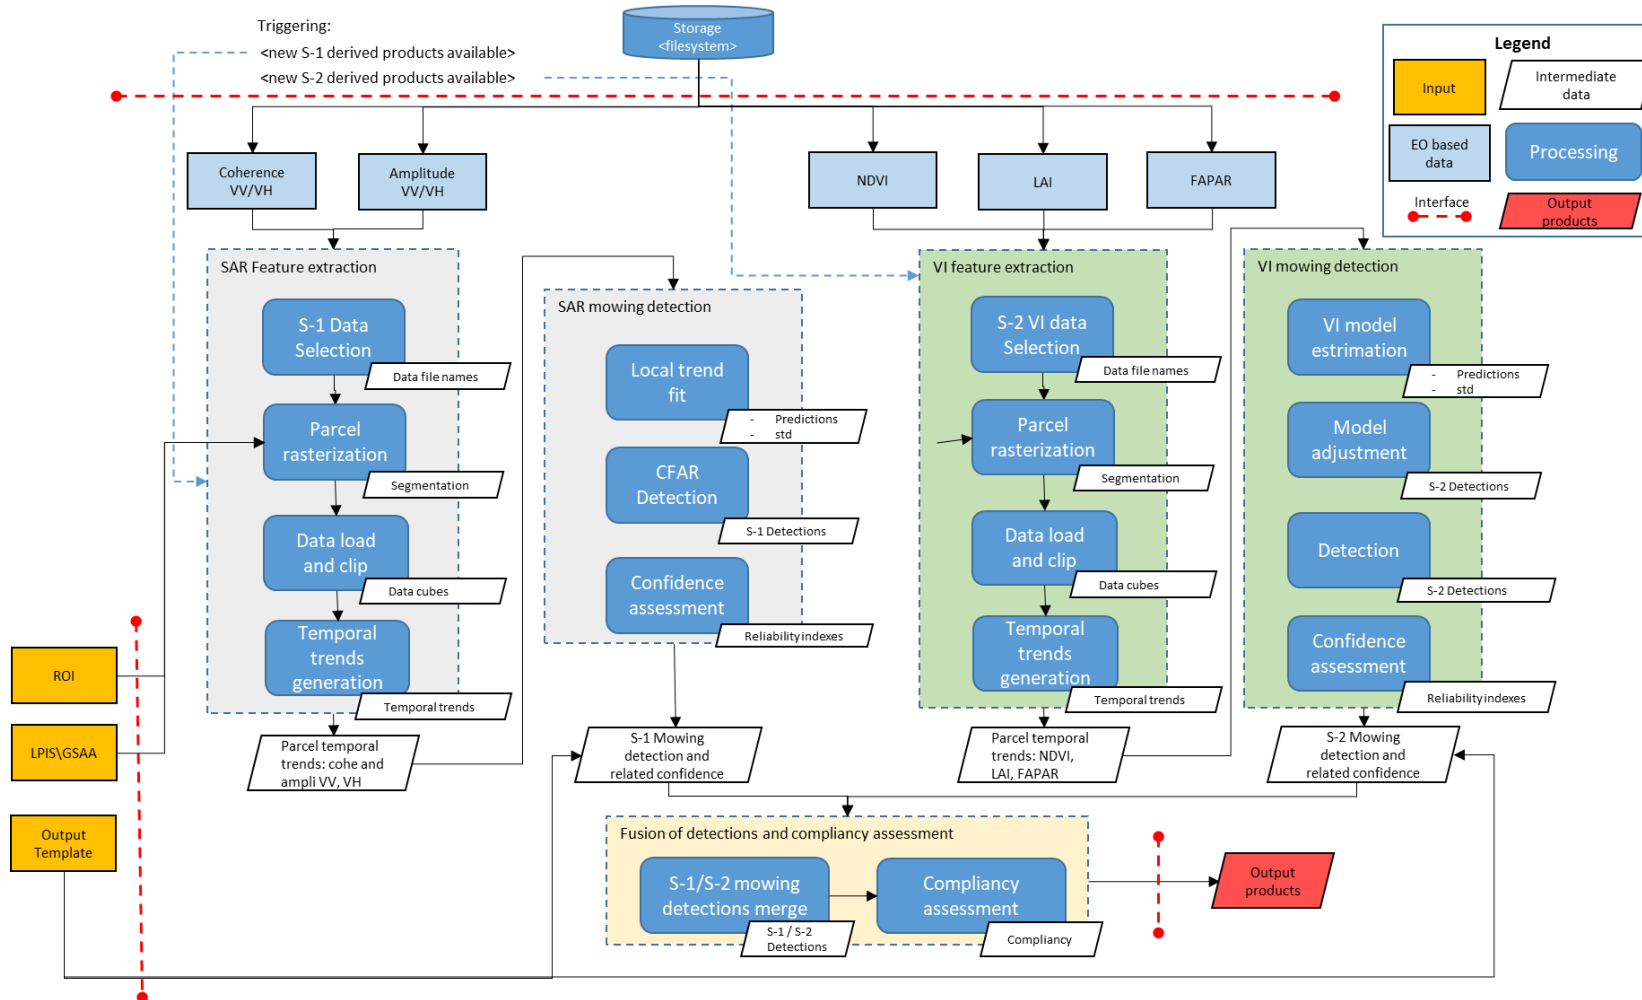 Triggering:
<new S-1 derived products available>
<new S-2 derived products available>
Storage
<filesystem>
Legend
Input
Intermediate
data
EO based
data
Processing
Interface
Output
products
Coherence
VV/VH
Amplitude
VV/VH
NDVI
LAI
FAPAR
SAR Feature extraction
S-1 Data
Selection
Data file names
Parcel
rasterization
Segmentation
Data load
and clip
Data cubes
Temporal
trends
generation
Temporal trends
SAR mowing detection
Local trend
fit
- Predictions
- std
CFAR
Detection
S-1 Detections
Confidence
assessment
Reliability indexes
VI feature extraction
S-2 VI data
Selection
Data file names
Parcel
rasterization
Segmentation
Data load
and clip
Data cubes
Temporal
trends
generation
Temporal trends
VI mowing detection
VI model
estrimation
- Predictions
- std
Model
adjustment
S-2 Detections
Detection
S-2 Detections
Confidence
assessment
Reliability indexes
ROI
LPIS\GSAA
Output
Template
Parcel temporal
trends: cohe and
ampli VV, VH
S-1 Mowing
detection and
related confidence
Parcel temporal
trends: NDVI,
LAI, FAPAR
S-2 Mowing
detection and
related confidence
Fusion of detections and compliancy assessment
S-1/S-2 mowing
detections merge
S-1 / S-2
Detections
Compliancy
assessment
Compliancy
Output
products